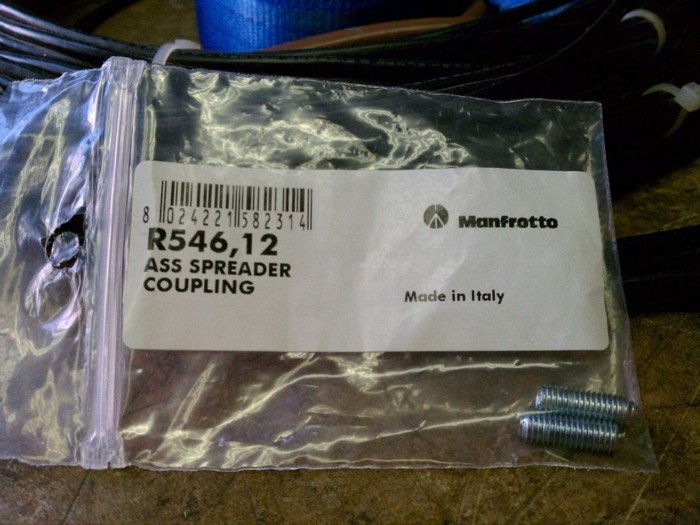 8 024221 582314
R546,12
ASS SPREADER
COUPLING
Manfrotto
Made in Italy